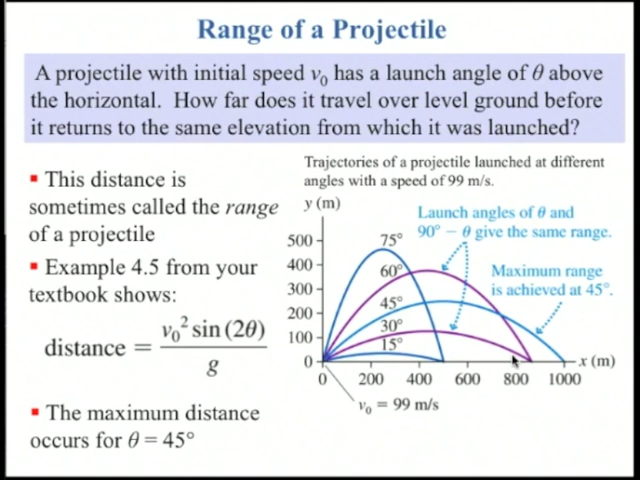 Range of a Projectile
A projectile with initial speed v₀ has a launch angle of θ above
the horizontal. How far does it travel over level ground before
it returns to the same elevation from which it was launched?
▪ This distance is
sometimes called the range
of a projectile
▪ Example 4.5 from your
textbook shows:
distance = v₀² sin (2θ) / g
▪ The maximum distance
occurs for θ = 45°
Trajectories of a projectile launched at different
angles with a speed of 99 m/s.
y (m)
Launch angles of θ and
90° − θ give the same range.
Maximum range
is achieved at 45°.
500
400
300
200
100
0
75°
60°
45°
30°
15°
x (m)
0 200 400 600 800 1000
v₀ = 99 m/s